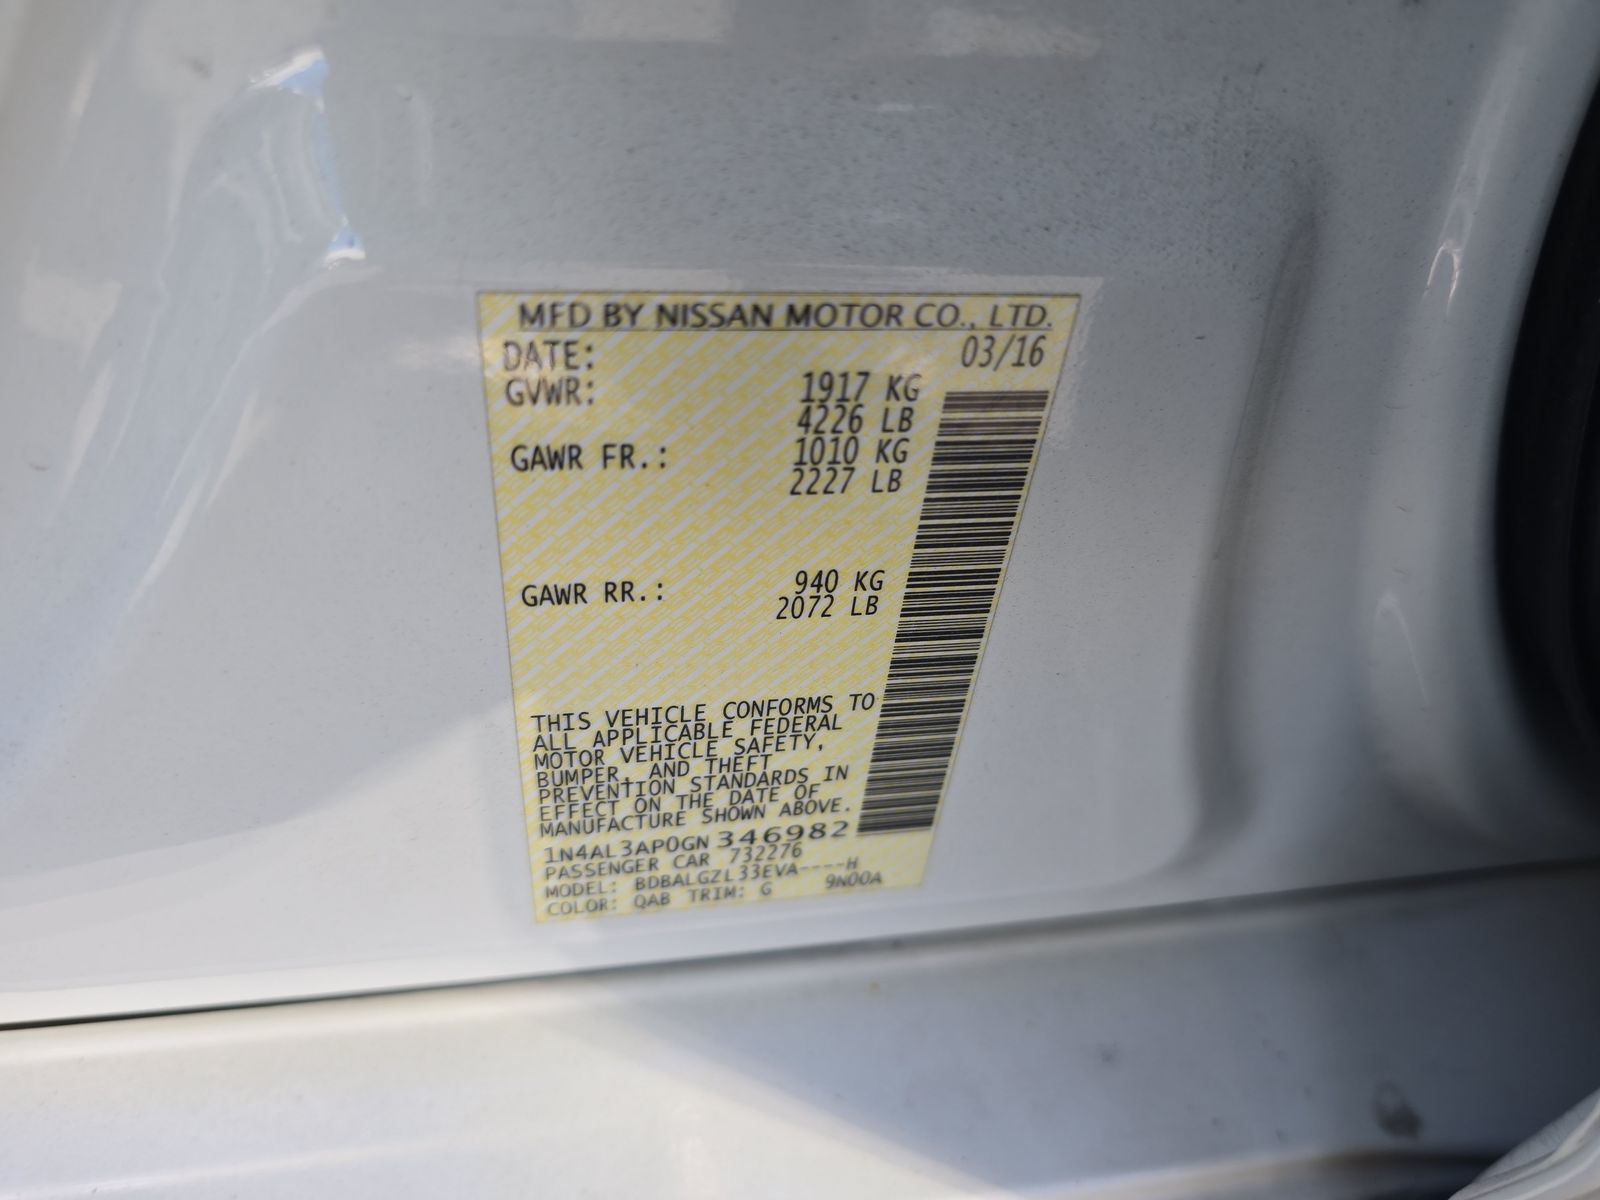 MFD BY NISSAN MOTOR CO., LTD.
DATE: 03/16
GVWR: 1917 KG
4226 LB
GAWR FR.: 1010 KG
2227 LB
GAWR RR.: 940 KG
2072 LB
THIS VEHICLE CONFORMS TO
ALL APPLICABLE FEDERAL
MOTOR VEHICLE SAFETY,
BUMPER, AND THEFT
PREVENTION STANDARDS IN
EFFECT ON THE DATE OF
MANUFACTURE SHOWN ABOVE.
1N4AL3AP0GN346982
PASSENGER CAR 732276
MODEL: BDBALGZL33EVA----H
COLOR: QAB TRIM: G 9N00A